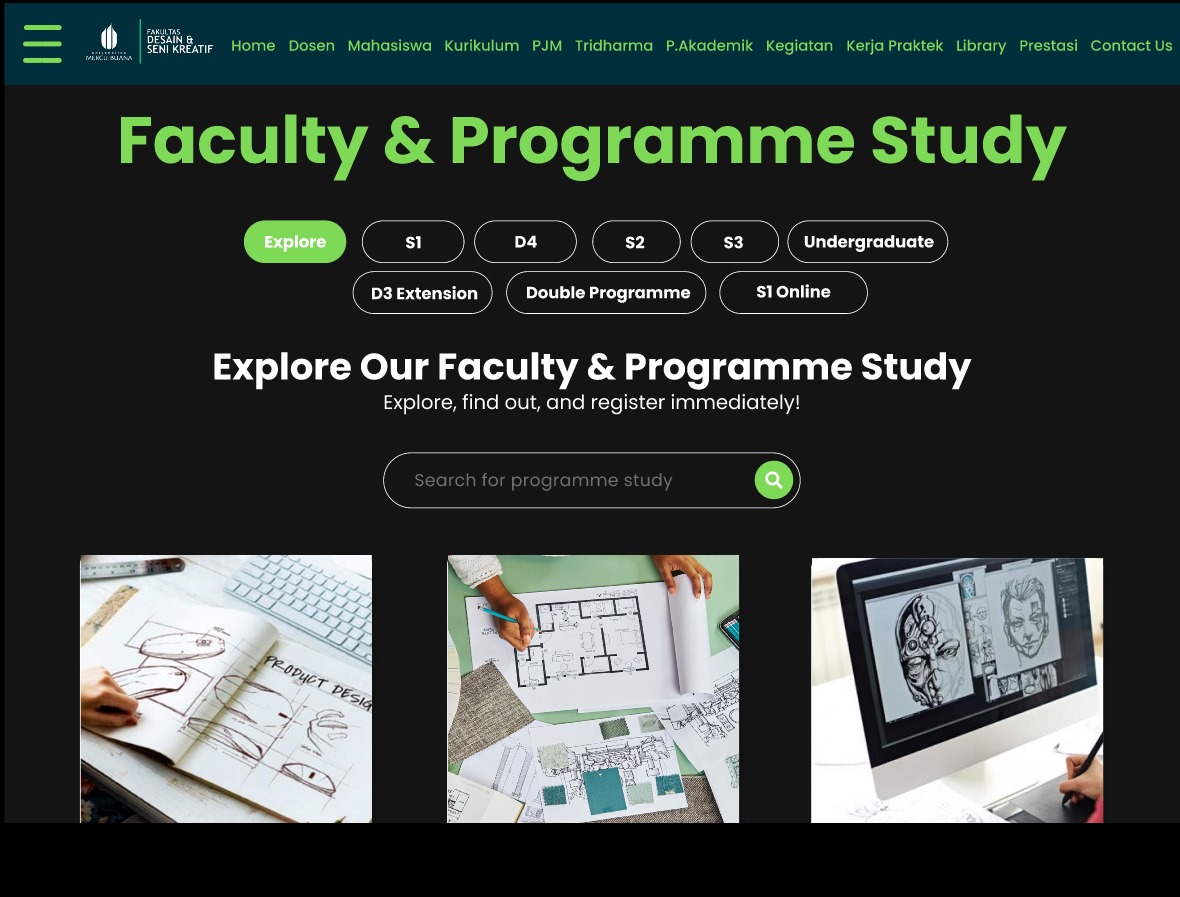 FAKULTAS
DESAIN &
SENI KREATIF
UNIVERSITAS
MERCU BUANA
Home Dosen Mahasiswa Kurikulum PJM Tridharma P.Akademik Kegiatan Kerja Praktek Library Prestasi Contact Us
Faculty & Programme Study
Explore S1 D4 S2 S3 Undergraduate
D3 Extension Double Programme S1 Online
Explore Our Faculty & Programme Study
Explore, find out, and register immediately!
Search for programme study
PRODUCT DESIG